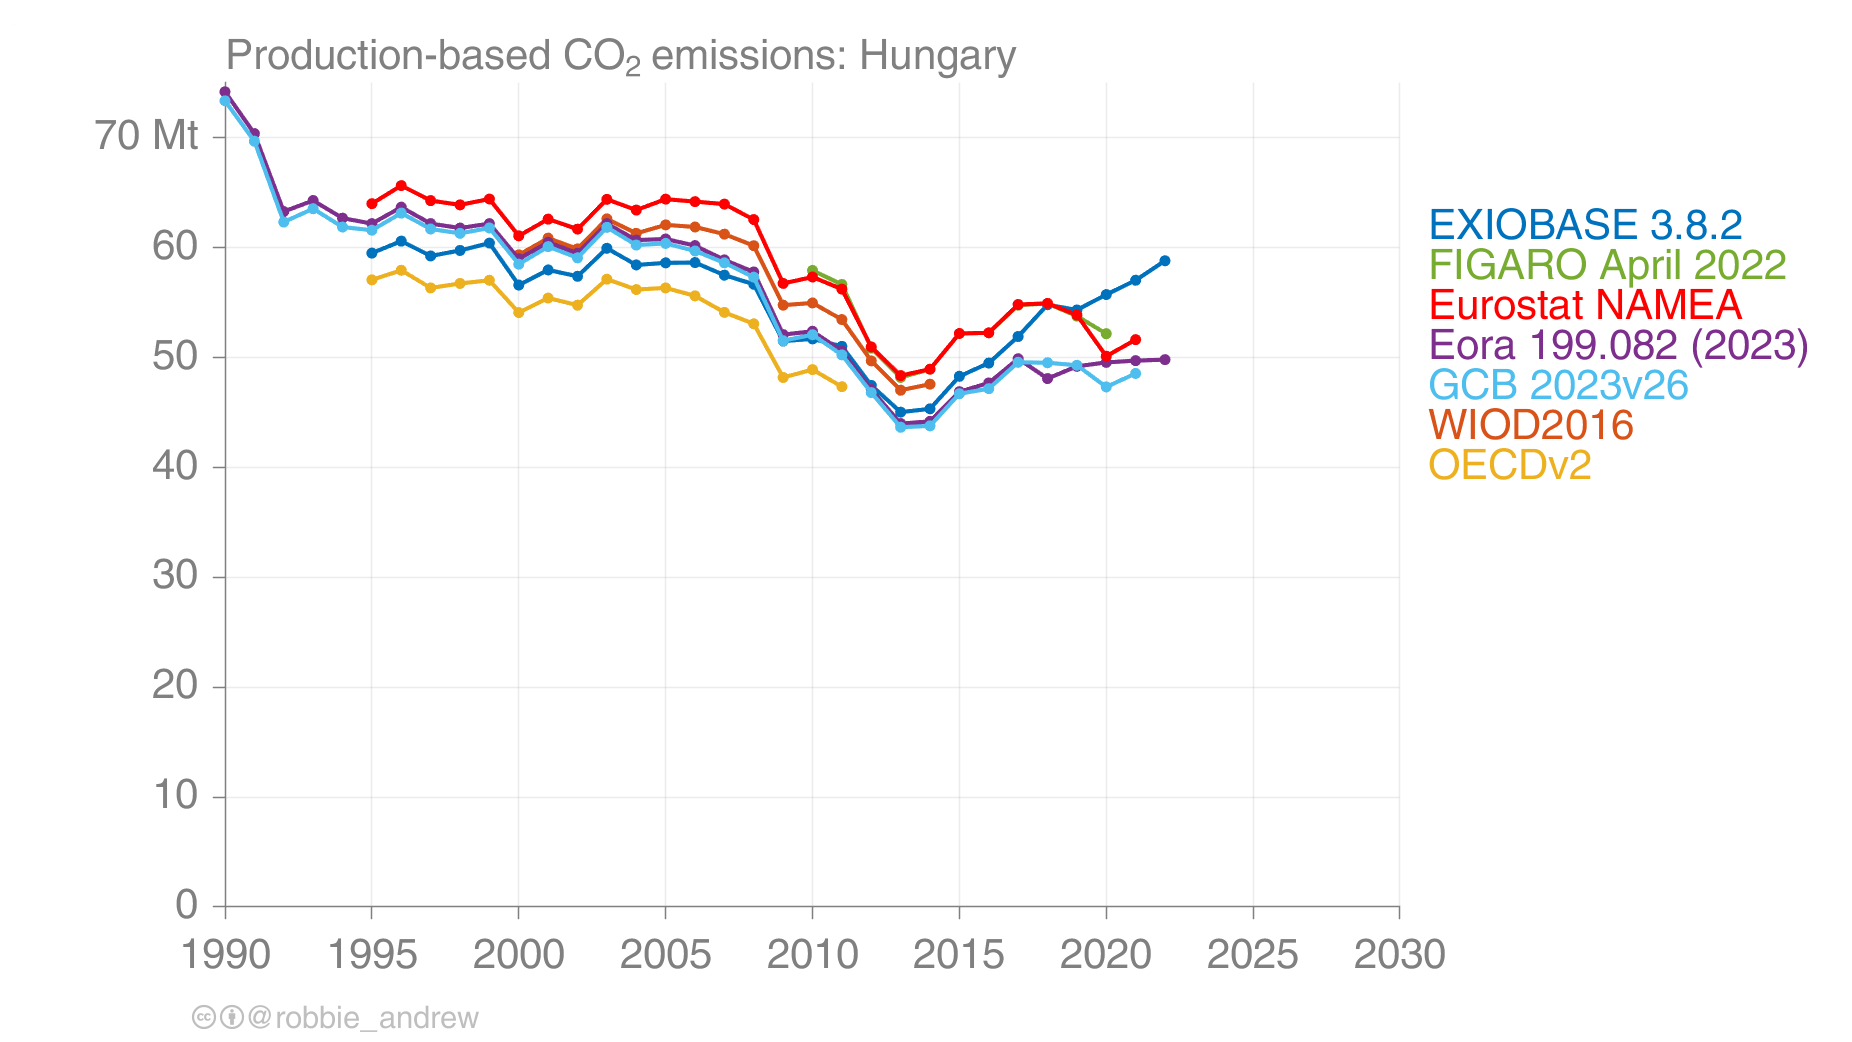 Production-based CO₂ emissions: Hungary
70 Mt
60
50
40
30
20
10
0
1990 1995 2000 2005 2010 2015 2020 2025 2030
EXIOBASE 3.8.2
FIGARO April 2022
Eurostat NAMEA
Eora 199.082 (2023)
GCB 2023v26
WIOD2016
OECDv2
@robbie_andrew